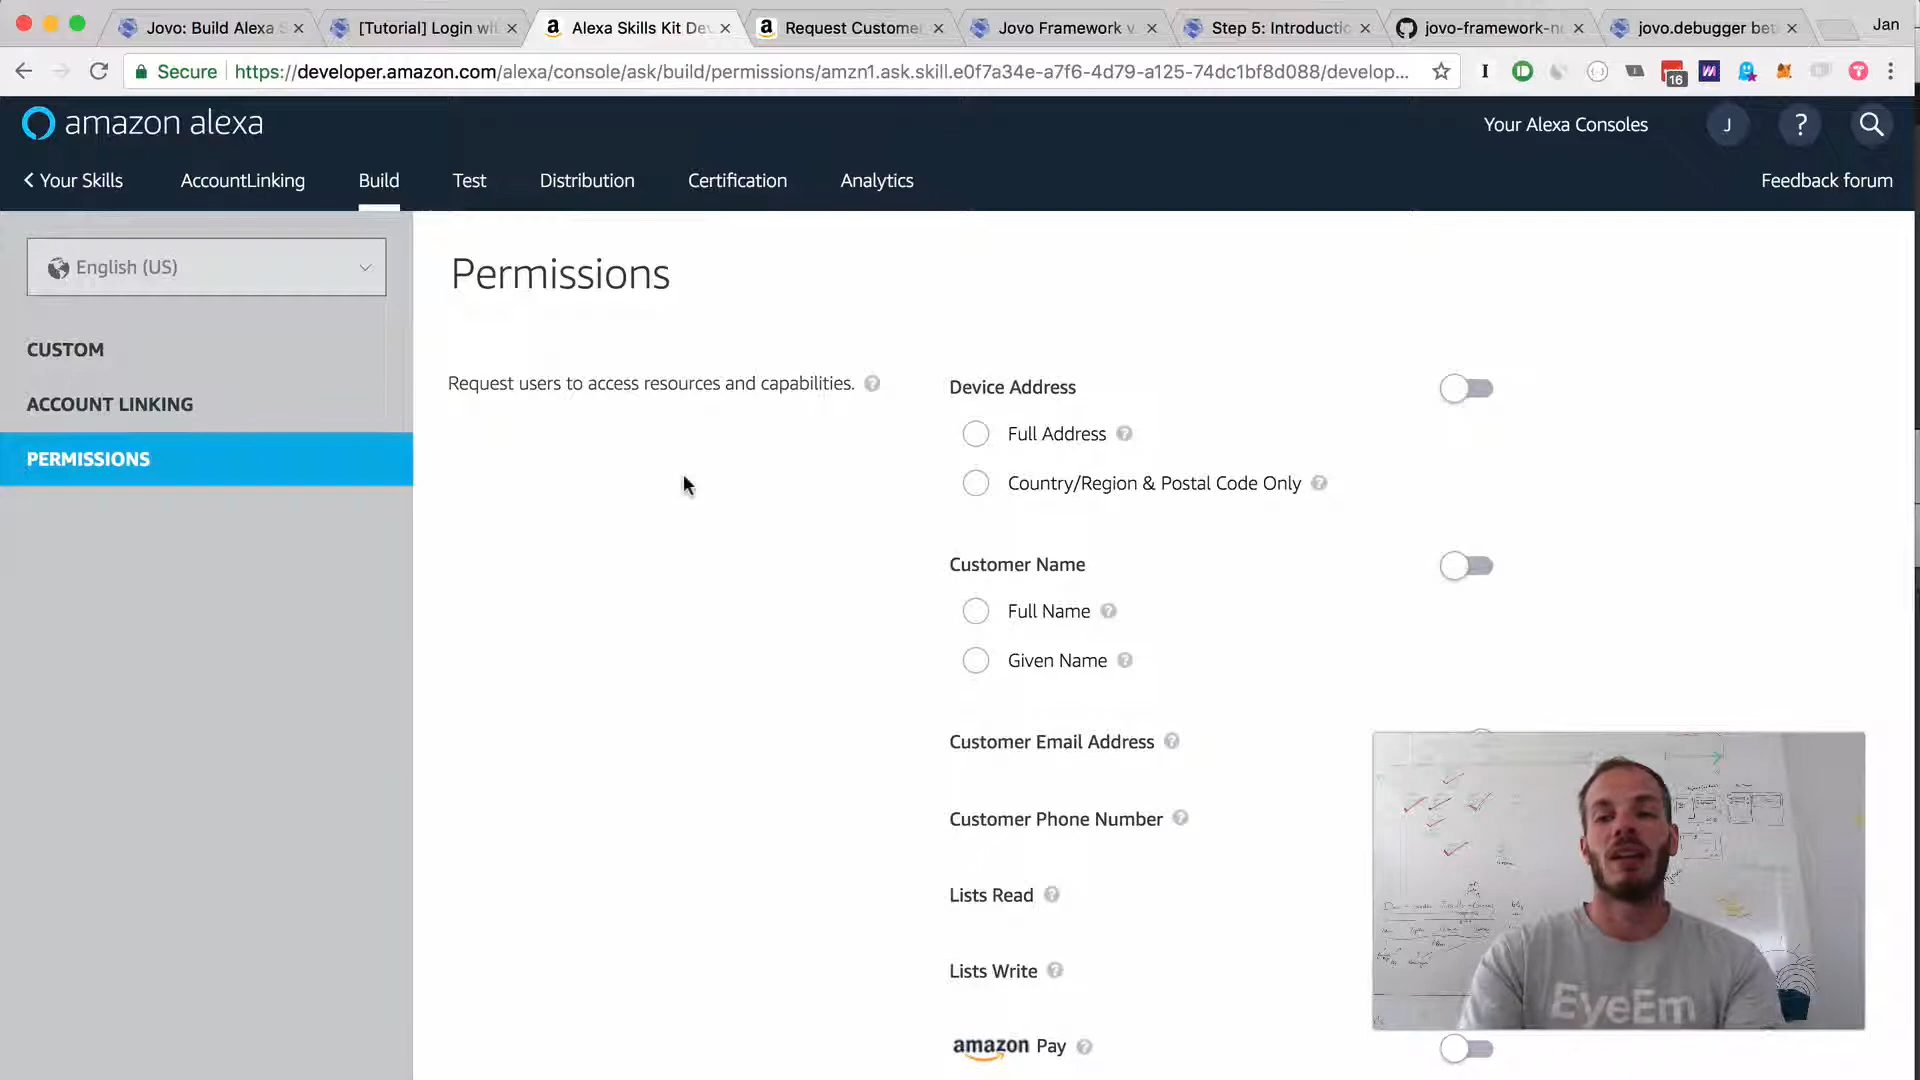 Jovo: Build Alexa S
[Tutorial] Login wi
Alexa Skills Kit De
Request Customer
Jovo Framework v
Step 5: Introductic
jovo-framework-n
jovo.debugger bet
Jan
Secure
https://developer.amazon.com/alexa/console/ask/build/permissions/amzn1.ask.skill.e0f7a34e-a7f6-4d79-a125-74dc1bf8d088/develop...
16
amazon alexa
Your Alexa Consoles
J
?
Your Skills
AccountLinking
Build
Test
Distribution
Certification
Analytics
Feedback forum
English (US)
CUSTOM
ACCOUNT LINKING
PERMISSIONS
Permissions
Request users to access resources and capabilities.
Device Address
Full Address
Country/Region & Postal Code Only
Customer Name
Full Name
Given Name
Customer Email Address
Customer Phone Number
Lists Read
Lists Write
amazon Pay
EyeEm